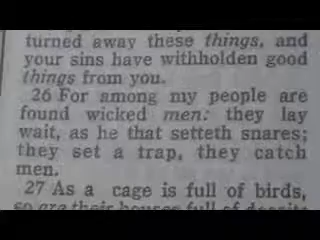 turned away these things, and
your sins have withholden good
things from you.
26 For among my people are
found wicked men: they lay
wait, as he that setteth snares;
they set a trap, they catch
men.
27 As a cage is full of birds,
so are their houses full of deceit